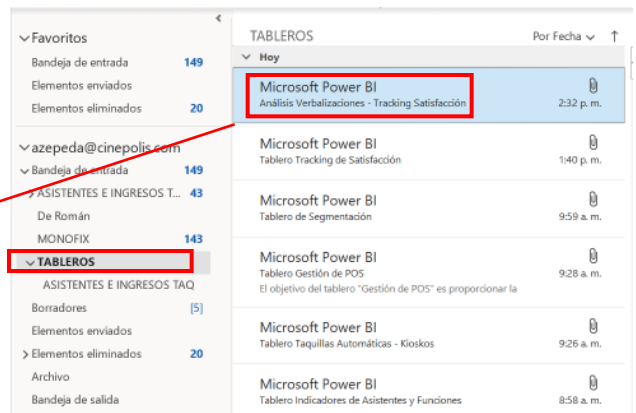 Favoritos
Bandeja de entrada 149
Elementos enviados
Elementos eliminados 20
azepeda@cinepolis.com
Bandeja de entrada 149
ASISTENTES E INGRESOS T... 43
De Román
MONOFIX 143
TABLEROS
ASISTENTES E INGRESOS TAQ
Borradores [5]
Elementos enviados
Elementos eliminados 20
Archivo
Bandeja de salida
TABLEROS Por Fecha
Hoy
Microsoft Power BI
Análisis Verbalizaciones - Tracking Satisfacción 2:32 p. m.
Microsoft Power BI
Tablero Tracking de Satisfacción 1:40 p. m.
Microsoft Power BI
Tablero de Segmentación 9:59 a. m.
Microsoft Power BI
Tablero Gestión de POS 9:28 a. m.
El objetivo del tablero "Gestión de POS" es proporcionar la
Microsoft Power BI
Tablero Taquillas Automáticas - Kioskos 9:26 a. m.
Microsoft Power BI
Tablero Indicadores de Asistentes y Funciones 8:58 a. m.